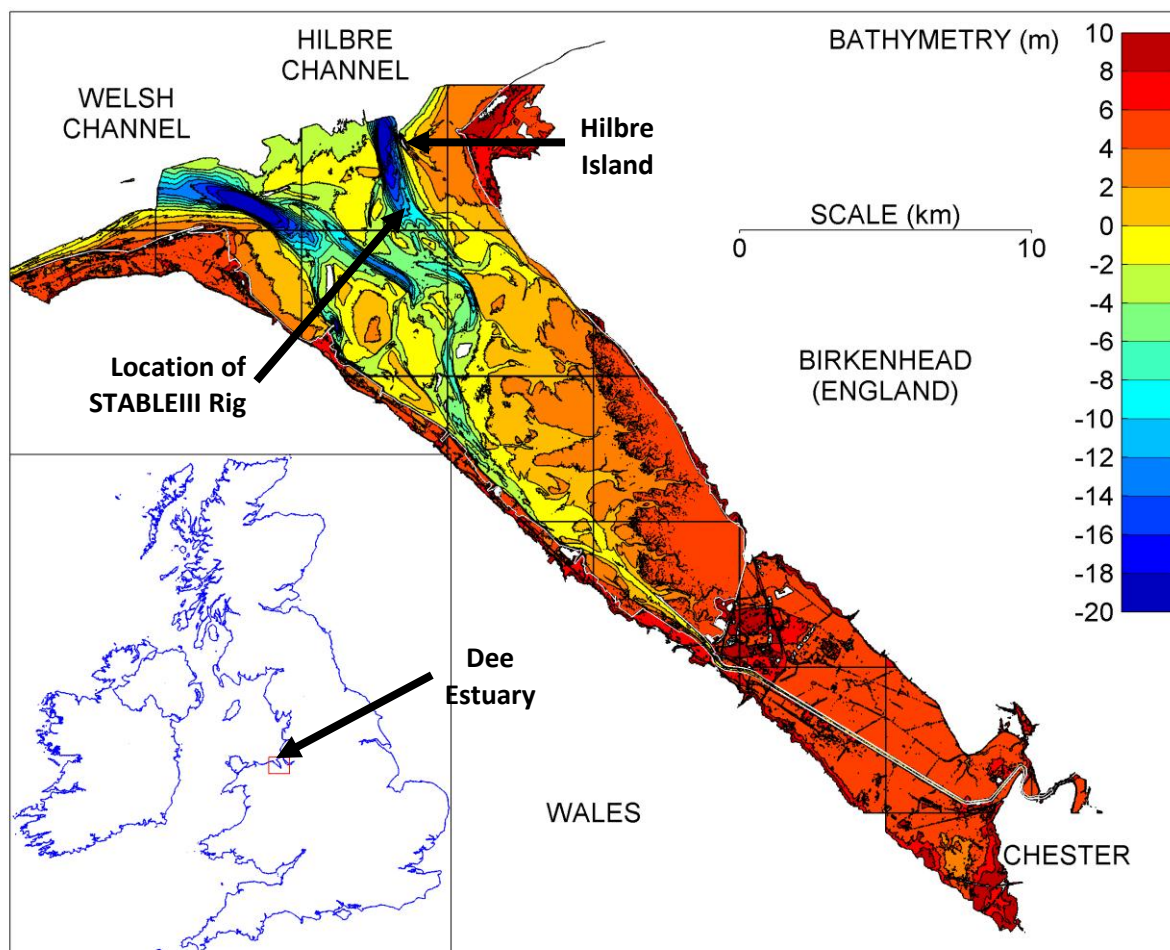 HILBRE
CHANNEL
WELSH
CHANNEL
BATHYMETRY (m)
Hilbre
Island
SCALE (km)
0 10
Location of
STABLEIII Rig
BIRKENHEAD
(ENGLAND)
10
8
6
4
2
0
-2
-4
-6
-8
-10
-12
-14
-16
-18
-20
Dee
Estuary
WALES
CHESTER